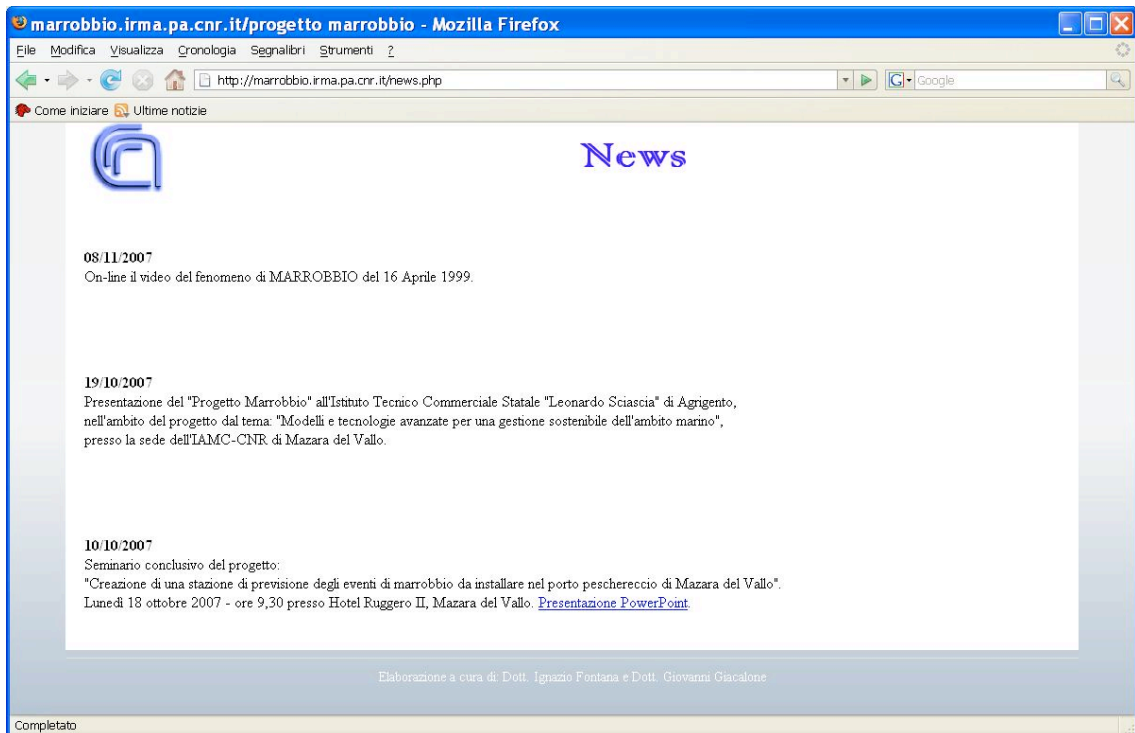 marrobbio.irma.pa.cnr.it/progetto marrobbio - Mozilla Firefox
File Modifica Visualizza Cronologia Segnalibri Strumenti ?
http://marrobbio.irma.pa.cnr.it/news.php
G Google
Come iniziare Ultime notizie
News
08/11/2007
On-line il video del fenomeno di MARROBBIO del 16 Aprile 1999.
19/10/2007
Presentazione del "Progetto Marrobbio" all'Istituto Tecnico Commerciale Statale "Leonardo Sciascia" di Agrigento,
nell'ambito del progetto dal tema: "Modelli e tecnologie avanzate per una gestione sostenibile dell'ambito marino",
presso la sede dell'IAMC-CNR di Mazara del Vallo.
10/10/2007
Seminario conclusivo del progetto:
"Creazione di una stazione di previsione degli eventi di marrobbio da installare nel porto peschereccio di Mazara del Vallo".
Lunedì 18 ottobre 2007 - ore 9,30 presso Hotel Ruggero II, Mazara del Vallo. Presentazione PowerPoint.
Elaborazione a cura di: Dott. Ignazio Fontana e Dott. Giovanni Giacalone
Completato